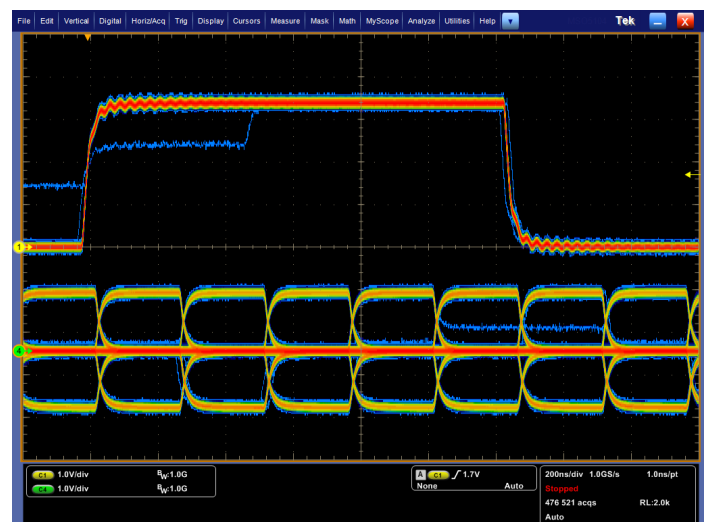 File Edit Vertical Digital Horiz/Acq Trig Display Cursors Measure Mask Math MyScope Analyze Utilities Help Tek X
1
4
C1 1.0V/div BW:1.0G
C4 1.0V/div BW:1.0G
A C1 1.7V
None Auto
200ns/div 1.0GS/s 1.0ns/pt
Stopped
476 521 acqs RL:2.0k
Auto